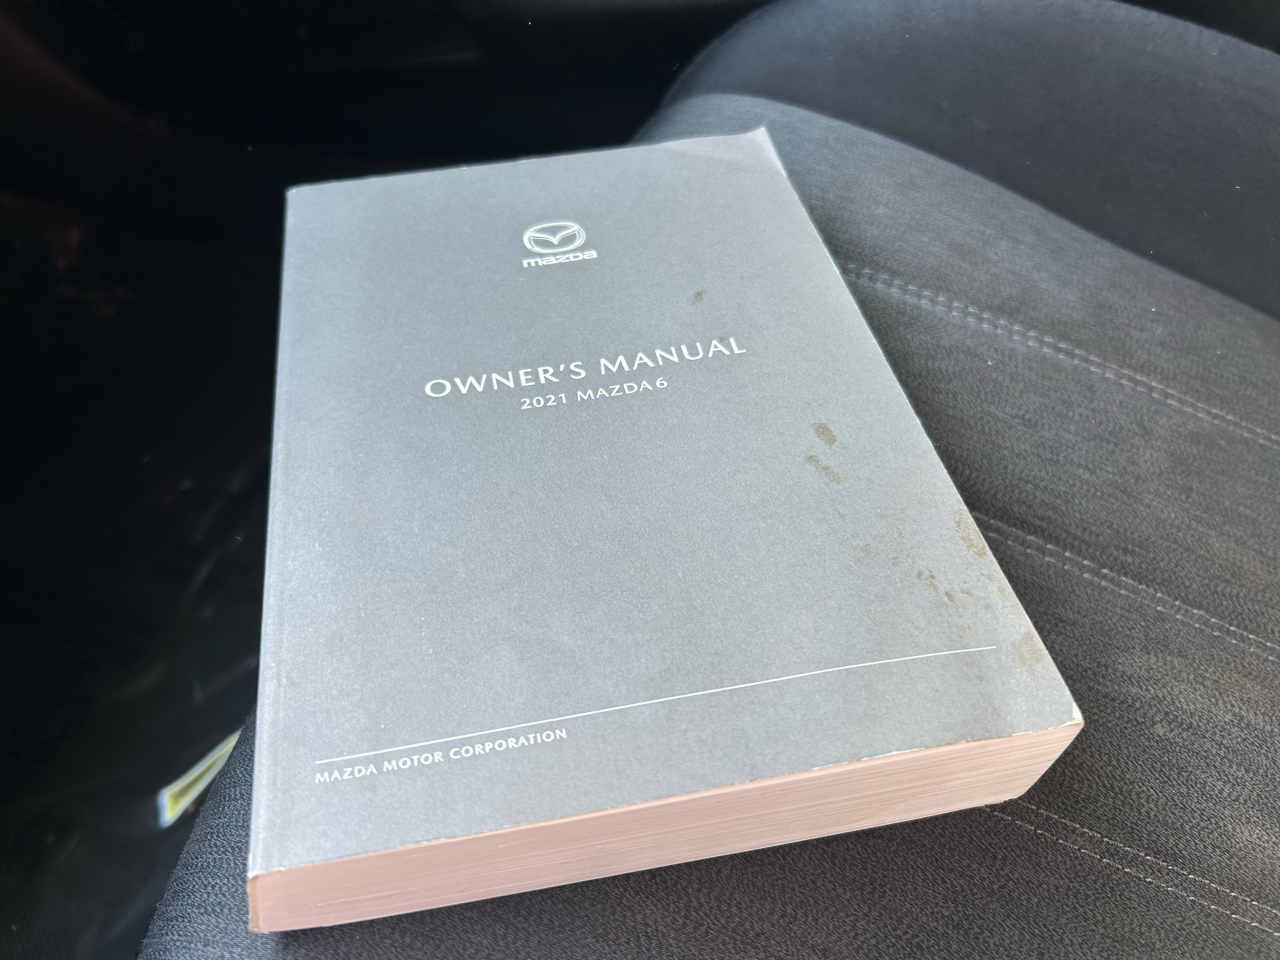 mazda
OWNER'S MANUAL
2021 MAZDA6
MAZDA MOTOR CORPORATION